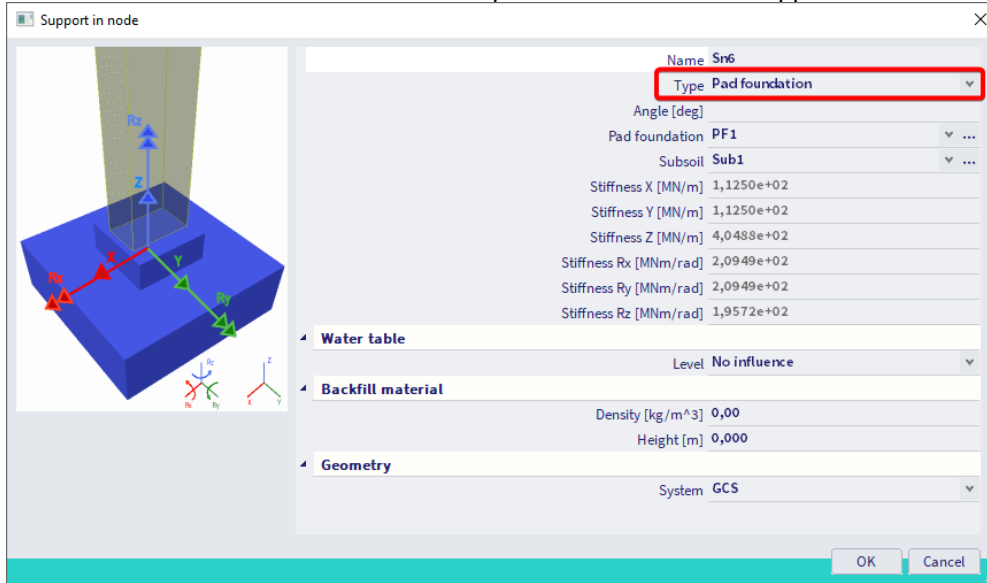 Support in node
Name Sn6
Type Pad foundation
Angle [deg]
Pad foundation PF1 ...
Subsoil Sub1 ...
Stiffness X [MN/m] 1,1250e+02
Stiffness Y [MN/m] 1,1250e+02
Stiffness Z [MN/m] 4,0488e+02
Stiffness Rx [MNm/rad] 2,0949e+02
Stiffness Ry [MNm/rad] 2,0949e+02
Stiffness Rz [MNm/rad] 1,9572e+02
Water table
Level No influence
Backfill material
Density [kg/m^3] 0,00
Height [m] 0,000
Geometry
System GCS
OK Cancel
Rz
Z
X Y
Rx Ry
Rz Z
Rx Ry X Y